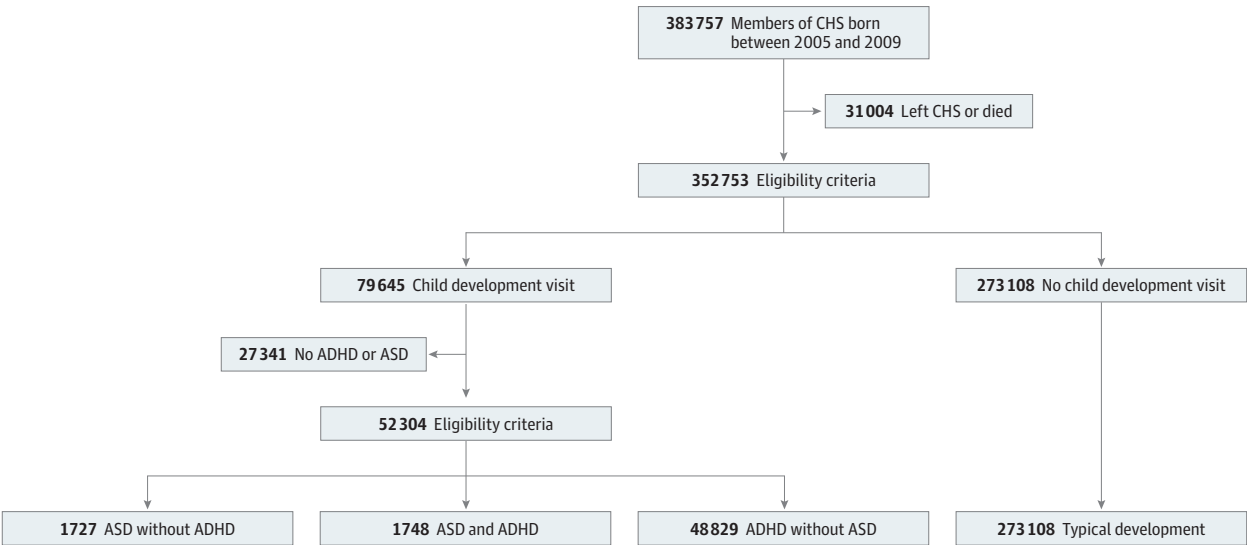 383757 Members of CHS born
between 2005 and 2009
31004 Left CHS or died
352753 Eligibility criteria
79645 Child development visit
273108 No child development visit
27341 No ADHD or ASD
52304 Eligibility criteria
1727 ASD without ADHD
1748 ASD and ADHD
48829 ADHD without ASD
273108 Typical development